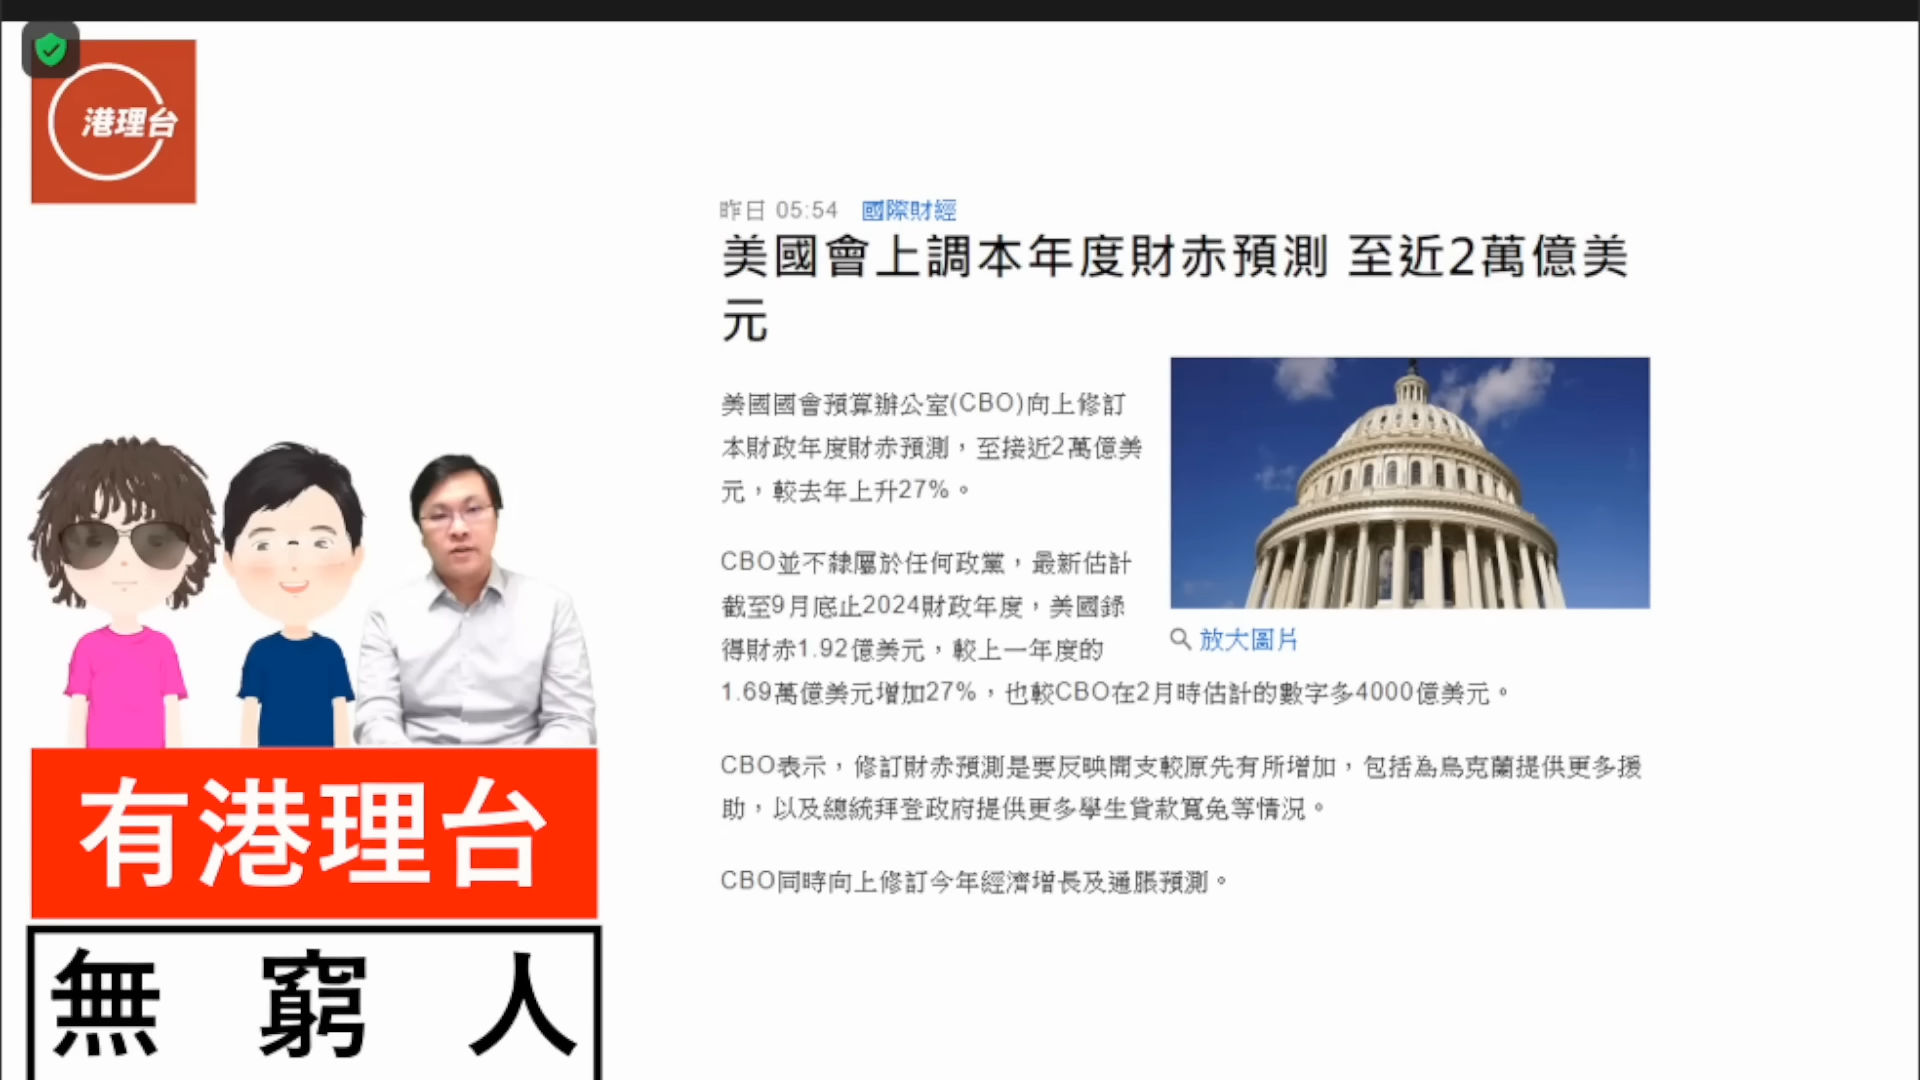 港理台
昨日 05:54 國際財經
美國會上調本年度財赤預測 至近2萬億美
元
美國國會預算辦公室(CBO)向上修訂
本財政年度財赤預測，至接近2萬億美
元，較去年上升27%。
CBO並不隸屬於任何政黨，最新估計
截至9月底止2024財政年度，美國錄
得財赤1.92億美元，較上一年度的
1.69萬億美元增加27%，也較CBO在2月時估計的數字多4000億美元。
放大圖片
CBO表示，修訂財赤預測是要反映開支較原先有所增加，包括為烏克蘭提供更多援
助，以及總統拜登政府提供更多學生貸款寬免等情況。
CBO同時向上修訂今年經濟增長及通脹預測。
有港理台
無窮人